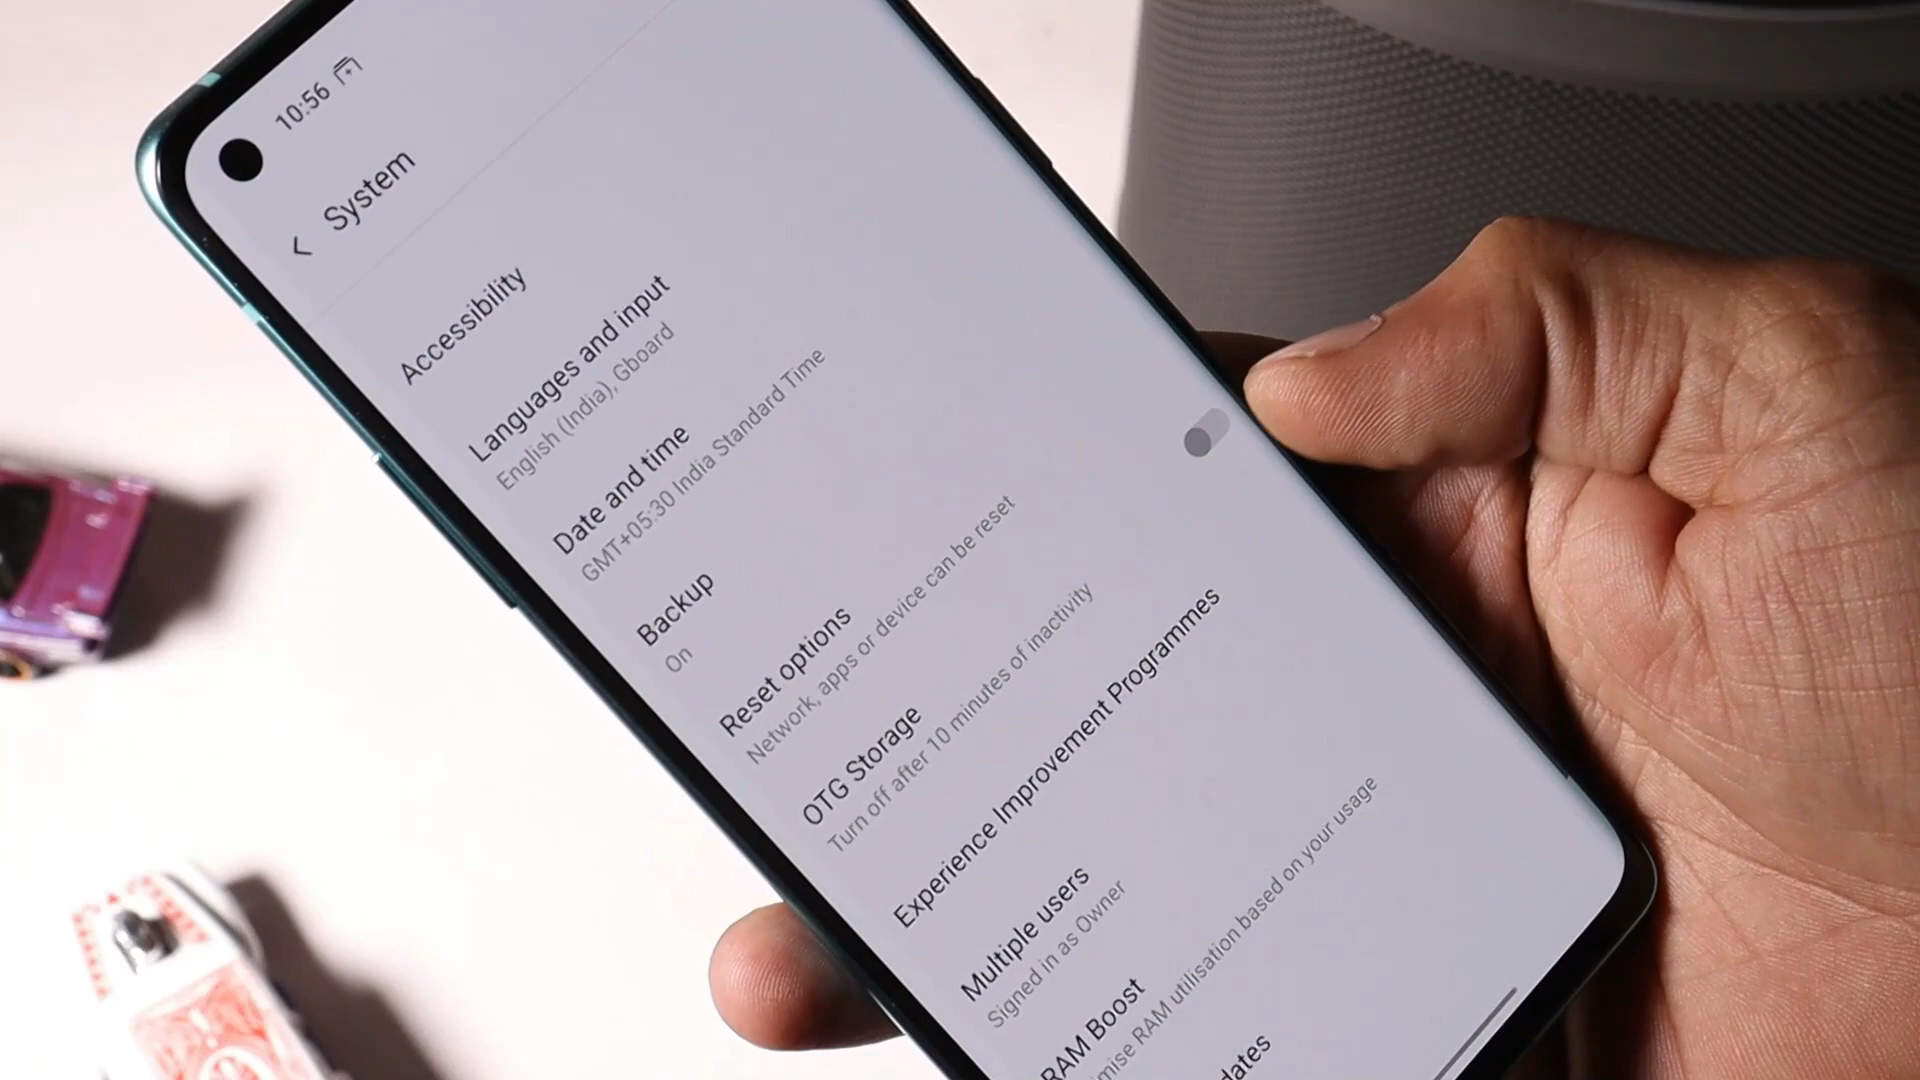 10:56
System
Accessibility
Languages and input
English (India), Gboard
Date and time
GMT+05:30 India Standard Time
Backup
On
Reset options
Network, apps or device can be reset
OTG Storage
Turn off after 10 minutes of inactivity
Experience Improvement Programmes
Multiple users
Signed in as Owner
RAM Boost
mise RAM utilisation based on your usage
dates